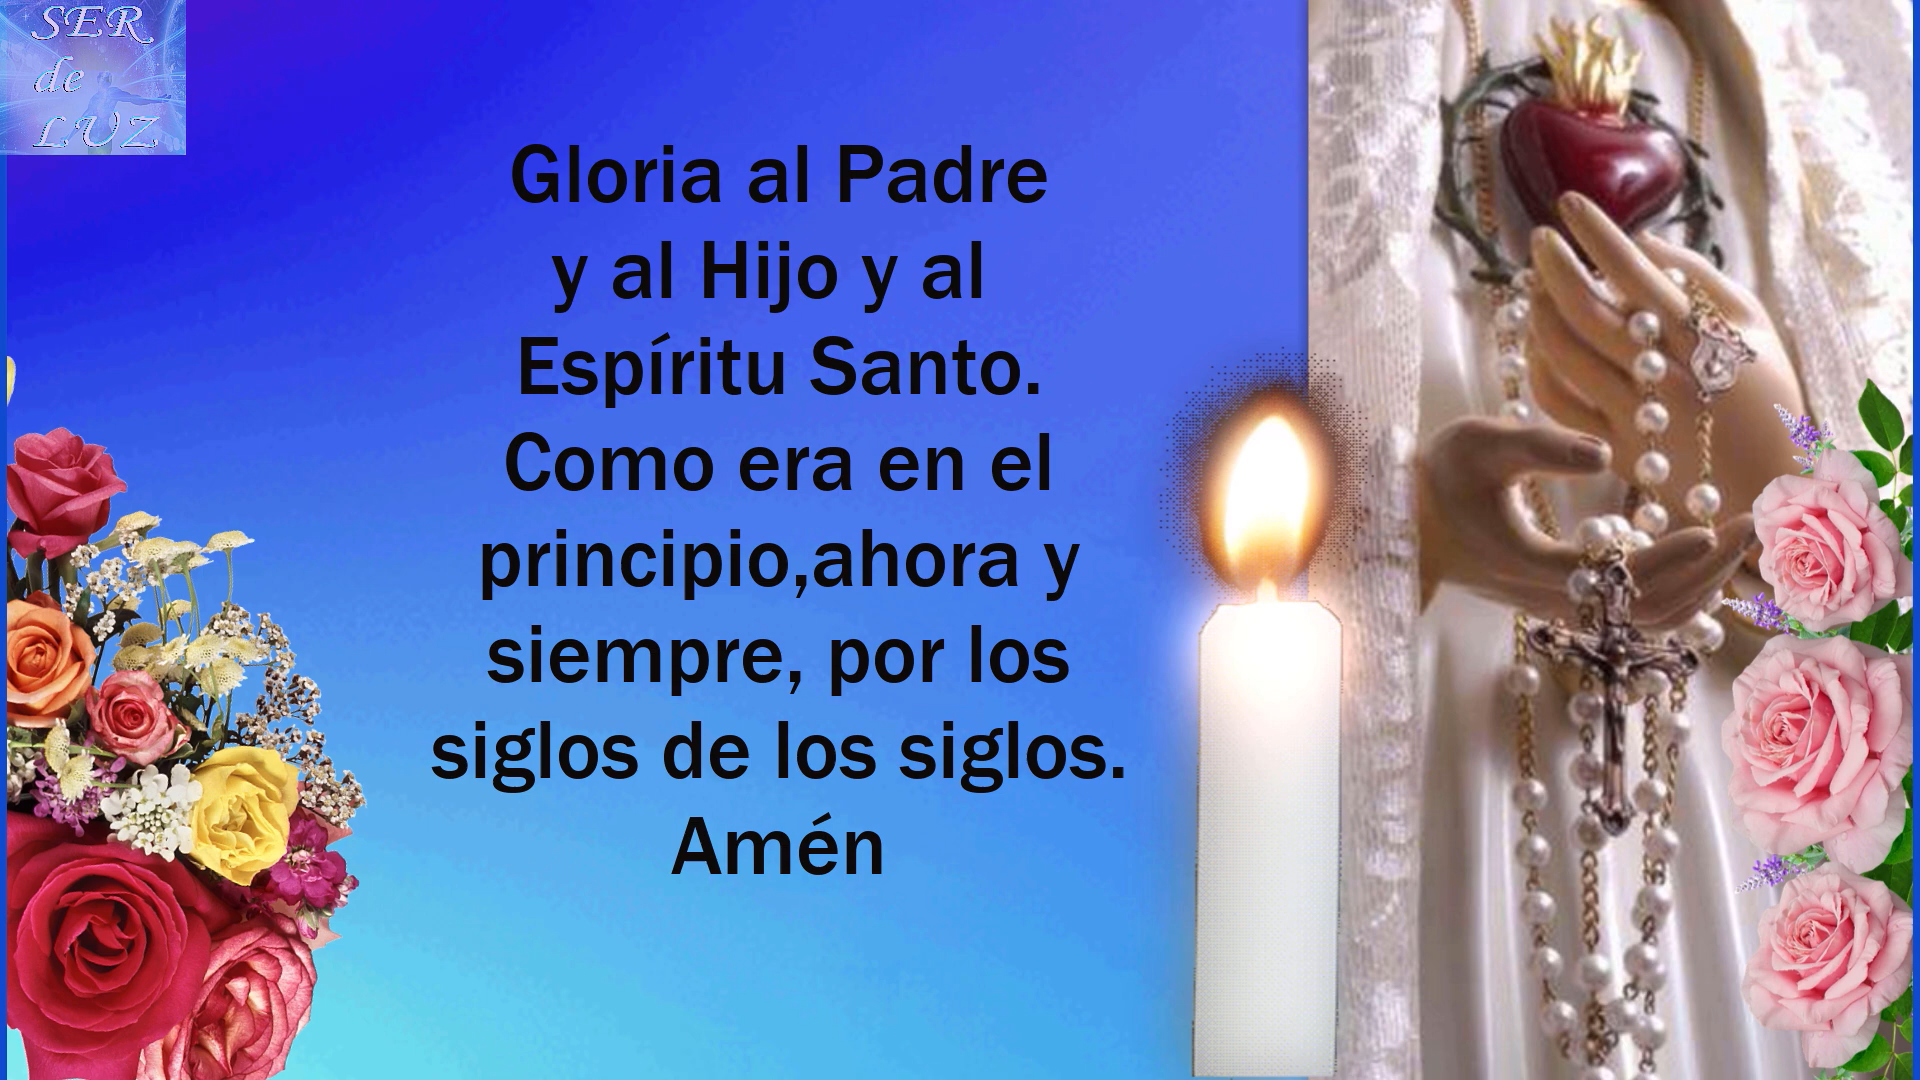 SER
de
LUZ
Gloria al Padre
y al Hijo y al
Espíritu Santo.
Como era en el
principio,ahora y
siempre, por los
siglos de los siglos.
Amén